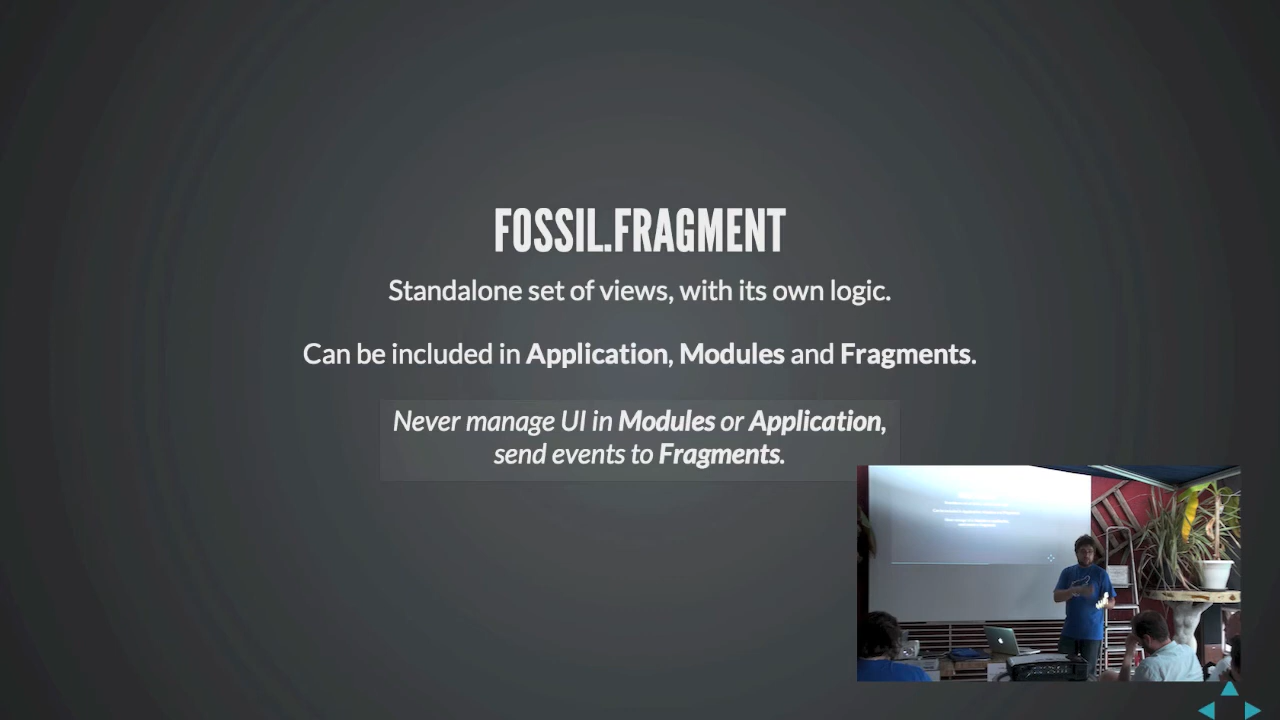 FOSSIL.FRAGMENT
Standalone set of views, with its own logic.
Can be included in Application, Modules and Fragments.
Never manage UI in Modules or Application,
send events to Fragments.